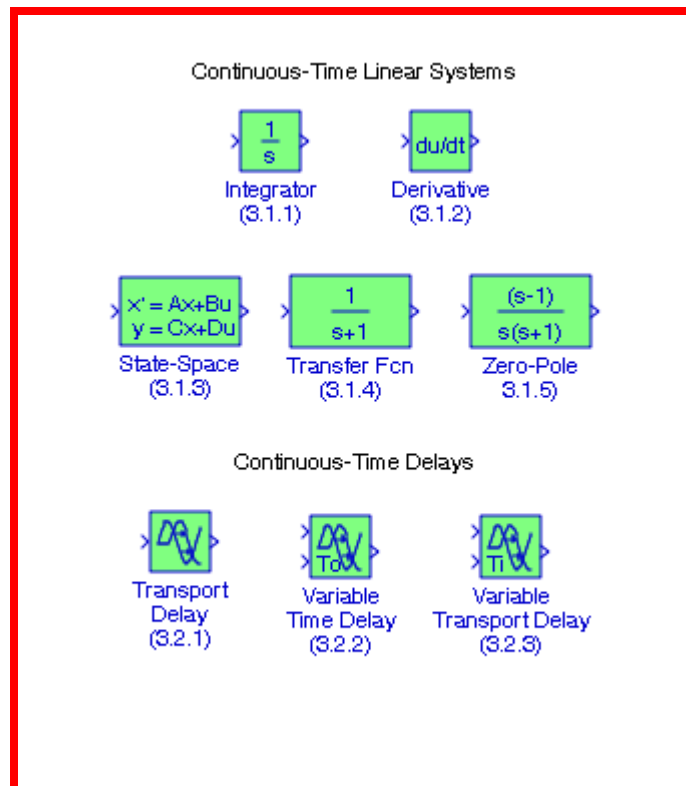 Continuous-Time Linear Systems
1
s
du/dt
Integrator
(3.1.1)
Derivative
(3.1.2)
x' = Ax+Bu
y = Cx+Du
1
s+1
(s-1)
s(s+1)
State-Space
(3.1.3)
Transfer Fcn
(3.1.4)
Zero-Pole
3.1.5)
Continuous-Time Delays
To
Ti
Transport
Delay
(3.2.1)
Variable
Time Delay
(3.2.2)
Variable
Transport Delay
(3.2.3)